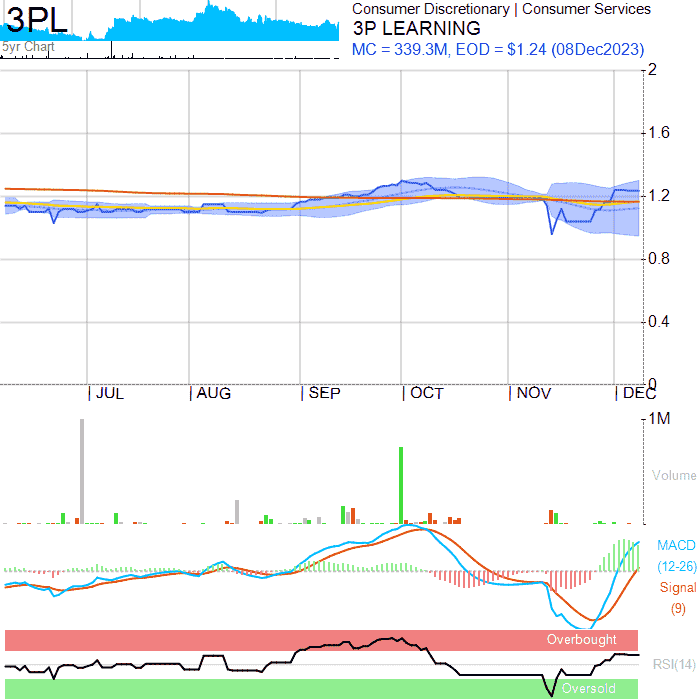 3PL
5yr Chart
Consumer Discretionary | Consumer Services
3P LEARNING
MC = 339.3M, EOD = $1.24 (08Dec2023)
2
1.6
1.2
0.8
0.4
0
JUL AUG SEP OCT NOV DEC
1M
Volume
MACD
(12-26)
Signal
(9)
Overbought
RSI(14)
Oversold